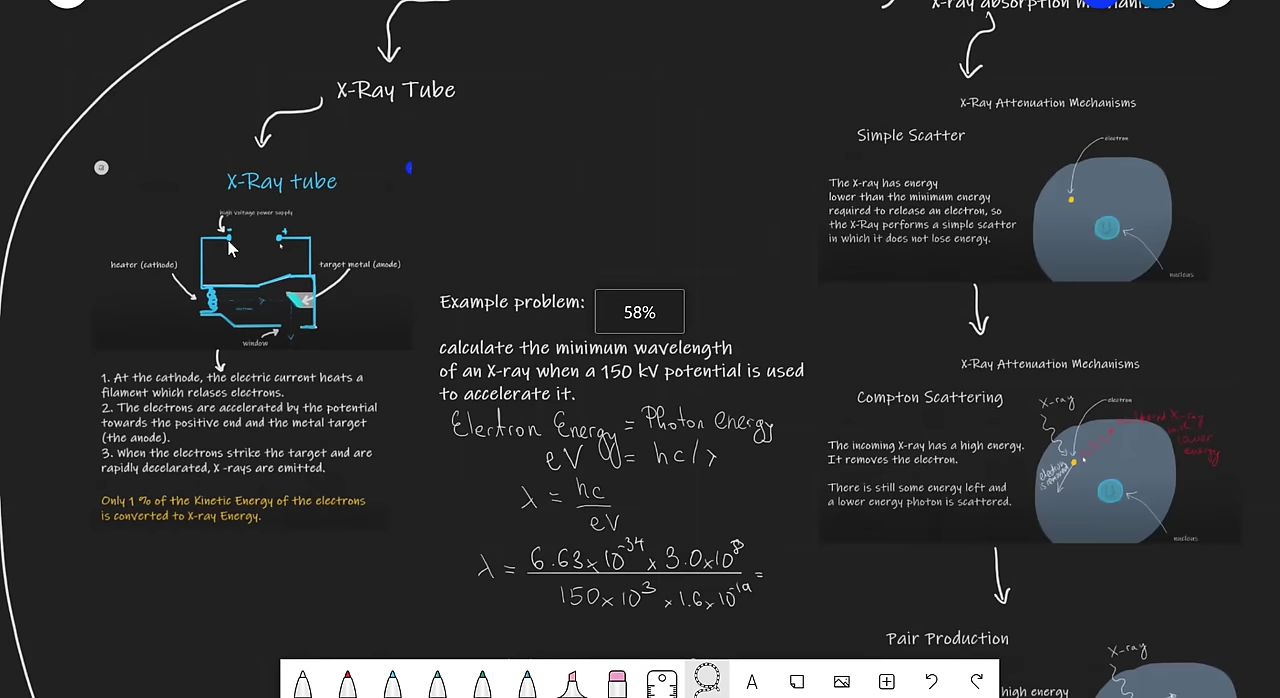 X-ray absorption mechanisms
X-Ray Tube
X-Ray tube
high voltage power supply
-
+
heater (cathode)
target metal (anode)
electrons
window
1. At the cathode, the electric current heats a
filament which relases electrons.
2. The electrons are accelerated by the potential
towards the positive end and the metal target
(the anode).
3. When the electrons strike the target and are
rapidly decelarated, X -rays are emitted.
Only 1 % of the Kinetic Energy of the electrons
is converted to X-ray Energy.
Example problem:
58%
calculate the minimum wavelength
of an X-ray when a 150 kV potential is used
to accelerate it.
Electron Energy = Photon energy
eV = hc/λ
λ = hc
eV
λ = 6.63×10⁻³⁴ × 3.0×10⁸ =
150×10³ × 1.6×10⁻¹⁹
X-Ray Attenuation Mechanisms
Simple Scatter
electron
The X-ray has energy
lower than the minimum energy
required to release an electron, so
the X-Ray performs a simple scatter
in which it does not lose energy.
nucleus
X-Ray Attenuation Mechanisms
Compton Scattering
X-ray
electron
X-ray
lower
energy
The incoming X-ray has a high energy.
It removes the electron.
There is still some energy left and
a lower energy photon is scattered.
nucleus
Pair Production
X-ray
high energy
A